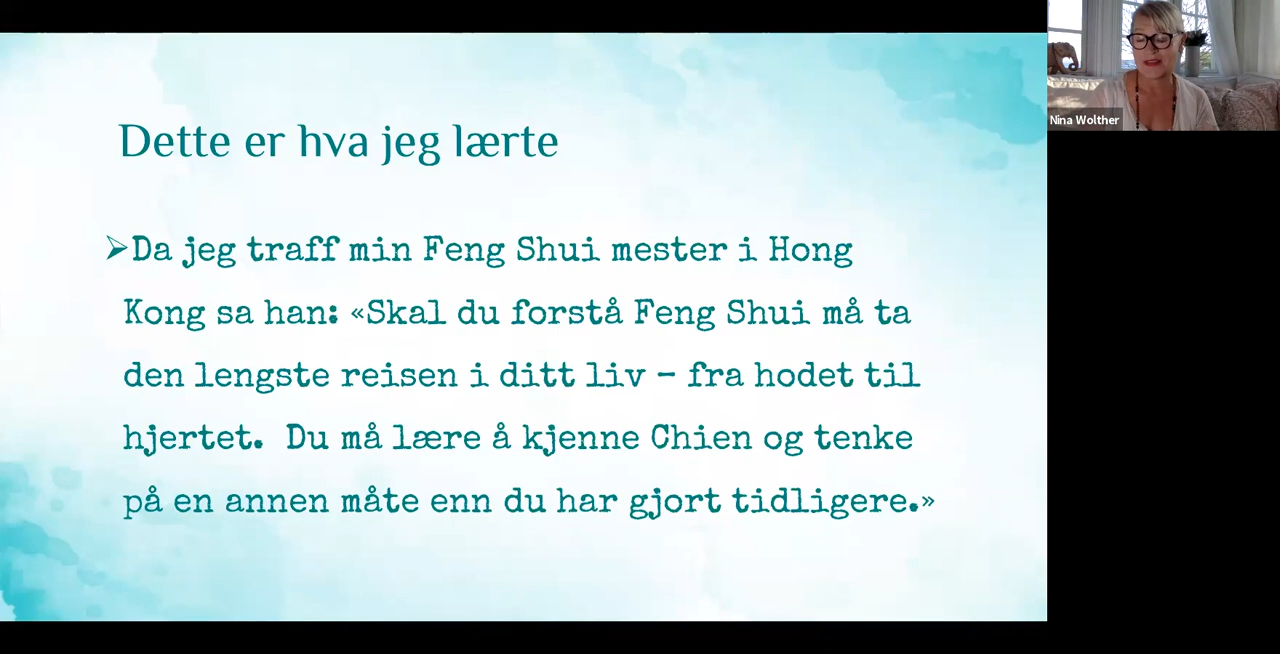 Dette er hva jeg lærte
➢Da jeg traff min Feng Shui mester i Hong
Kong sa han: «Skal du forstå Feng Shui må ta
den lengste reisen i ditt liv – fra hodet til
hjertet.  Du må lære å kjenne Chien og tenke
på en annen måte enn du har gjort tidligere.»
Nina Wolther